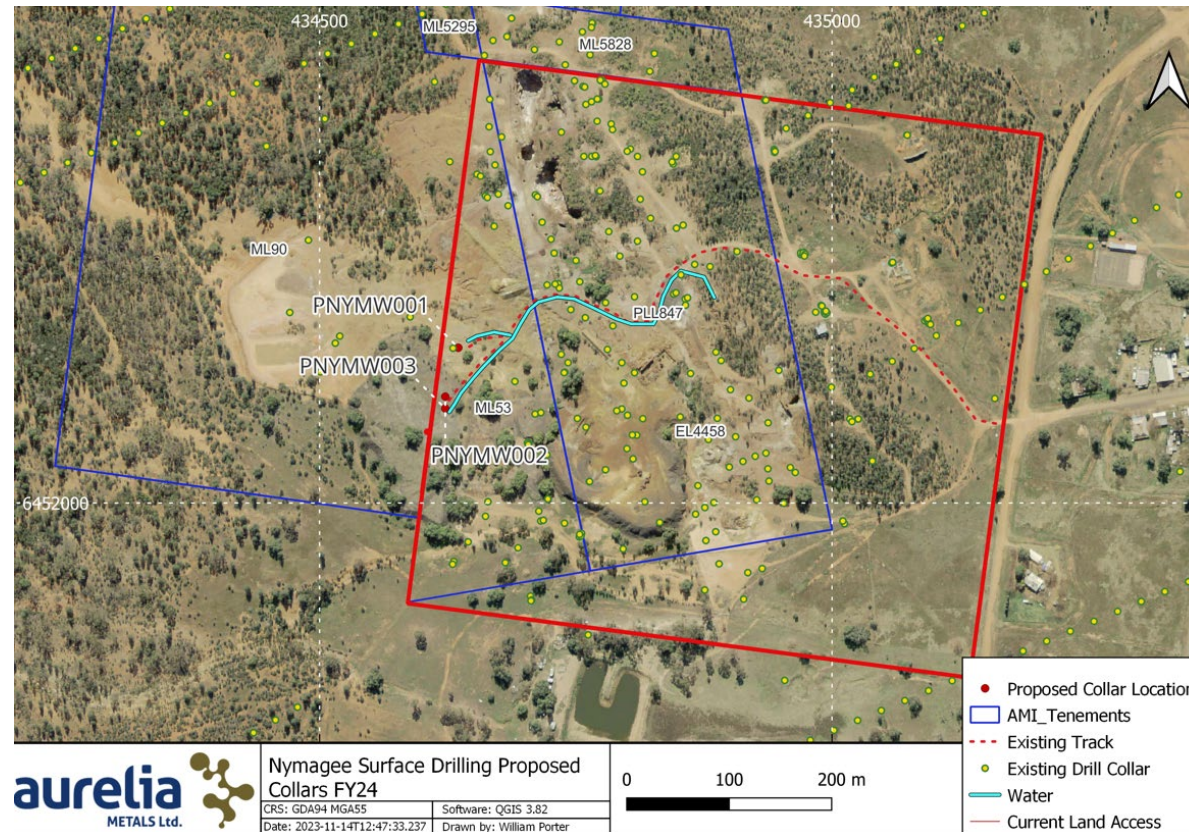 434500
435000
ML5295
ML5828
ML90
PNYMW001
PLL847
PNYMW003
ML53
EL4458
PNYMW002
6452000
Proposed Collar Location
AMI_Tenements
Existing Track
Existing Drill Collar
Water
Current Land Access
aurelia
METALS Ltd.
Nymagee Surface Drilling Proposed
Collars FY24
CRS: GDA94 MGA55
Software: QGIS 3.82
Date: 2023-11-14T12:47:33.237
Drawn by: William Porter
0 100 200 m